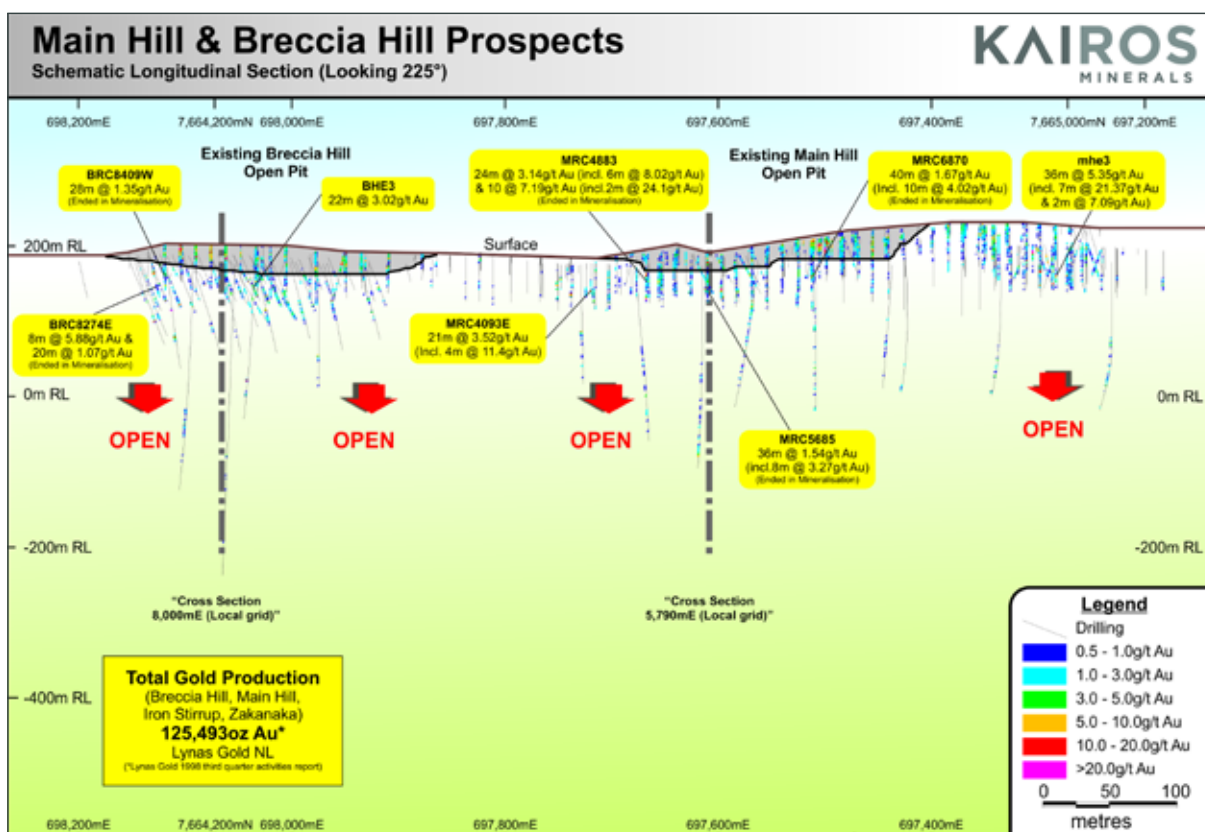 Main Hill & Breccia Hill Prospects
Schematic Longitudinal Section (Looking 225°)
KAIROS
MINERALS
698,200mE
7,664,200mN
698,000mE
697,800mE
697,600mE
697,400mE
7,665,000mN
697,200mE
Existing Breccia Hill
Open Pit
Existing Main Hill
Open Pit
BRC8409W
28m @ 1.35g/t Au
(Ended in Mineralisation)
BHE3
22m @ 3.02g/t Au
MRC4883
24m @ 3.14g/t Au (incl. 6m @ 8.02g/t Au)
& 10 @ 7.19g/t Au (incl.2m @ 24.1g/t Au)
(Ended in Mineralisation)
MRC6870
40m @ 1.67g/t Au
(Incl. 10m @ 4.02g/t Au)
(Ended in Mineralisation)
mhe3
36m @ 5.35g/t Au
(incl. 7m @ 21.37g/t Au
& 2m @ 7.09g/t Au)
200m RL
Surface
200m RL
BRC8274E
8m @ 5.88g/t Au &
20m @ 1.07g/t Au
(Ended in Mineralisation)
MRC4093E
21m @ 3.52g/t Au
(Incl. 4m @ 11.4g/t Au)
0m RL
0m RL
OPEN
OPEN
OPEN
OPEN
MRC5685
36m @ 1.54g/t Au
(incl.8m @ 3.27g/t Au)
(Ended in Mineralisation)
-200m RL
-200m RL
"Cross Section
8,000mE (Local grid)"
"Cross Section
5,790mE (Local grid)"
Total Gold Production
(Breccia Hill, Main Hill,
Iron Stirrup, Zakanaka)
125,493oz Au*
Lynas Gold NL
(*Lynas Gold 1998 third quarter activities report)
-400m RL
Legend
Drilling
0.5 - 1.0g/t Au
1.0 - 3.0g/t Au
3.0 - 5.0g/t Au
5.0 - 10.0g/t Au
10.0 - 20.0g/t Au
>20.0g/t Au
0 50 100
metres
698,200mE
7,664,200mN
698,000mE
697,800mE
697,600mE
697,400mE